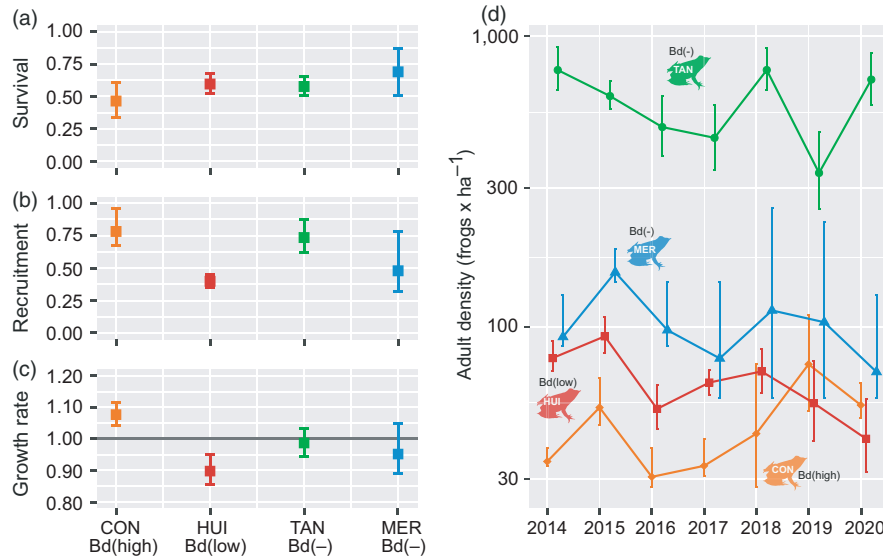 (a)
Survival
1.00
0.75
0.50
0.25
0.00
(b)
Recruitment
1.00
0.75
0.50
0.25
0.00
(c)
Growth rate
1.20
1.10
1.00
0.90
0.80
CON HUI TAN MER
Bd(high) Bd(low) Bd(–) Bd(–)
(d)
Adult density (frogs x ha⁻¹)
1,000
300
100
30
Bd(-)
TAN
Bd(-)
MER
Bd(low)
HUI
CON
Bd(high)
2014 2015 2016 2017 2018 2019 2020